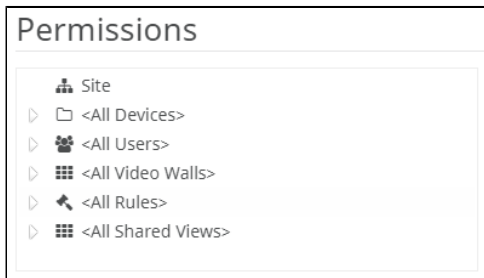 Permissions
Site
<All Devices>
<All Users>
<All Video Walls>
<All Rules>
<All Shared Views>